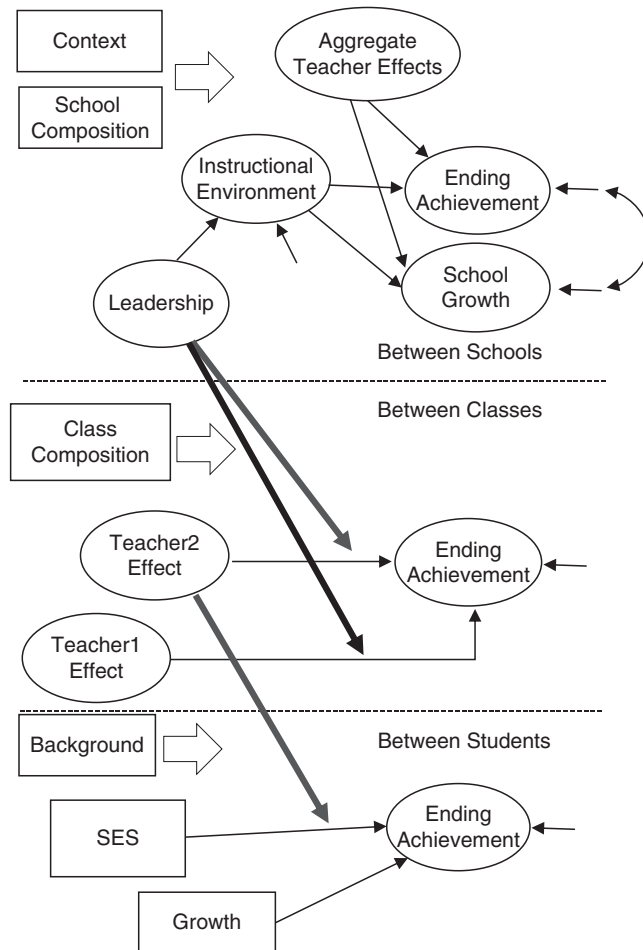 Context
School
Composition
Aggregate
Teacher Effects
Instructional
Environment
Ending
Achievement
School
Growth
Leadership
Between Schools
Between Classes
Class
Composition
Teacher2
Effect
Ending
Achievement
Teacher1
Effect
Background
Between Students
SES
Ending
Achievement
Growth